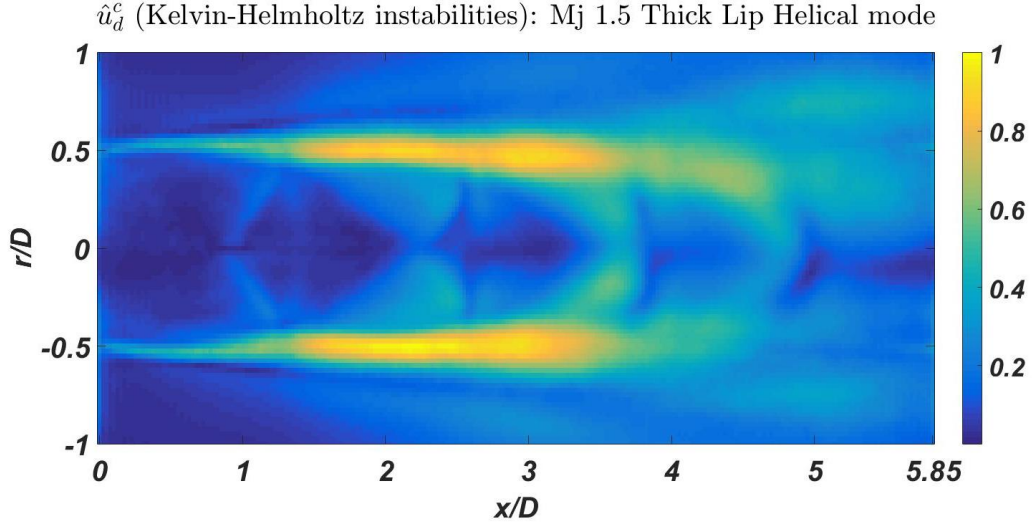 û_d^c (Kelvin-Helmholtz instabilities): Mj 1.5 Thick Lip Helical mode
1
0.5
0
-0.5
-1
r/D
0 1 2 3 4 5 5.85
x/D
1
0.8
0.6
0.4
0.2